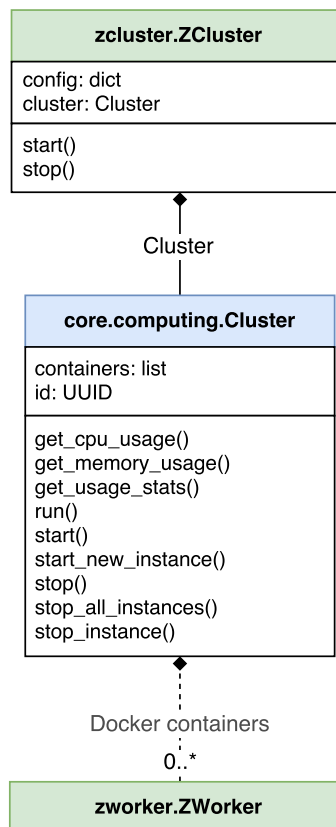 zcluster.ZCluster
config: dict
cluster: Cluster
start()
stop()
Cluster
core.computing.Cluster
containers: list
id: UUID
get_cpu_usage()
get_memory_usage()
get_usage_stats()
run()
start()
start_new_instance()
stop()
stop_all_instances()
stop_instance()
Docker containers
0..*
zworker.ZWorker